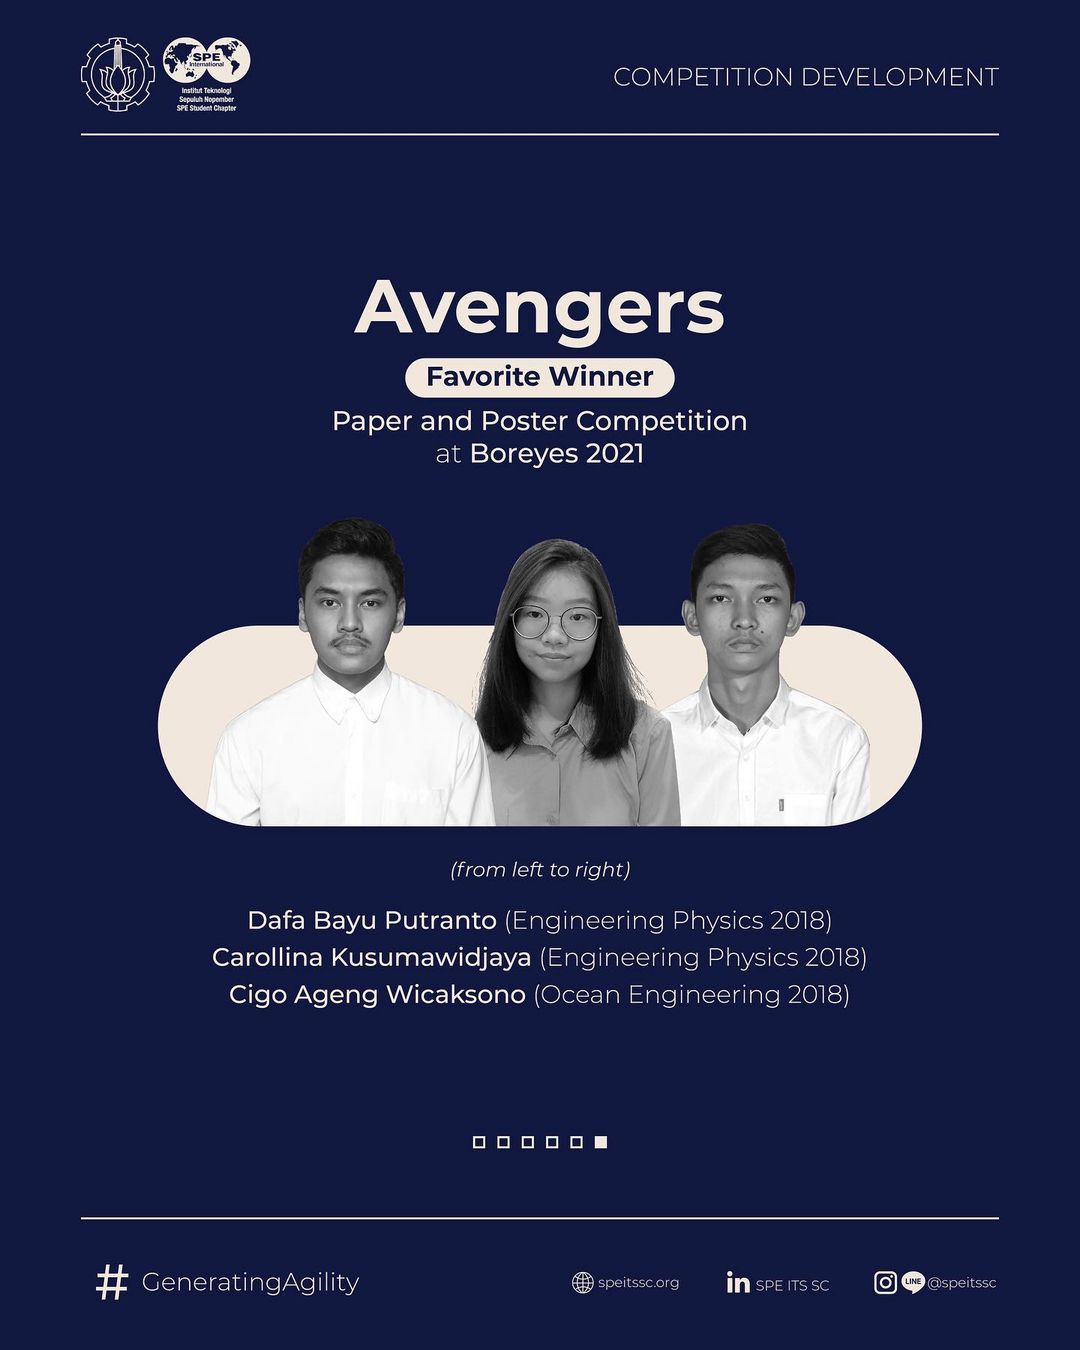 SPE
International
Institut Teknologi
Sepuluh Nopember
SPE Student Chapter
COMPETITION DEVELOPMENT
Avengers
Favorite Winner
Paper and Poster Competition
at Boreyes 2021
(from left to right)
Dafa Bayu Putranto (Engineering Physics 2018)
Carollina Kusumawidjaya (Engineering Physics 2018)
Cigo Ageng Wicaksono (Ocean Engineering 2018)
# GeneratingAgility
speitssc.org
in SPE ITS SC
LINE @speitssc